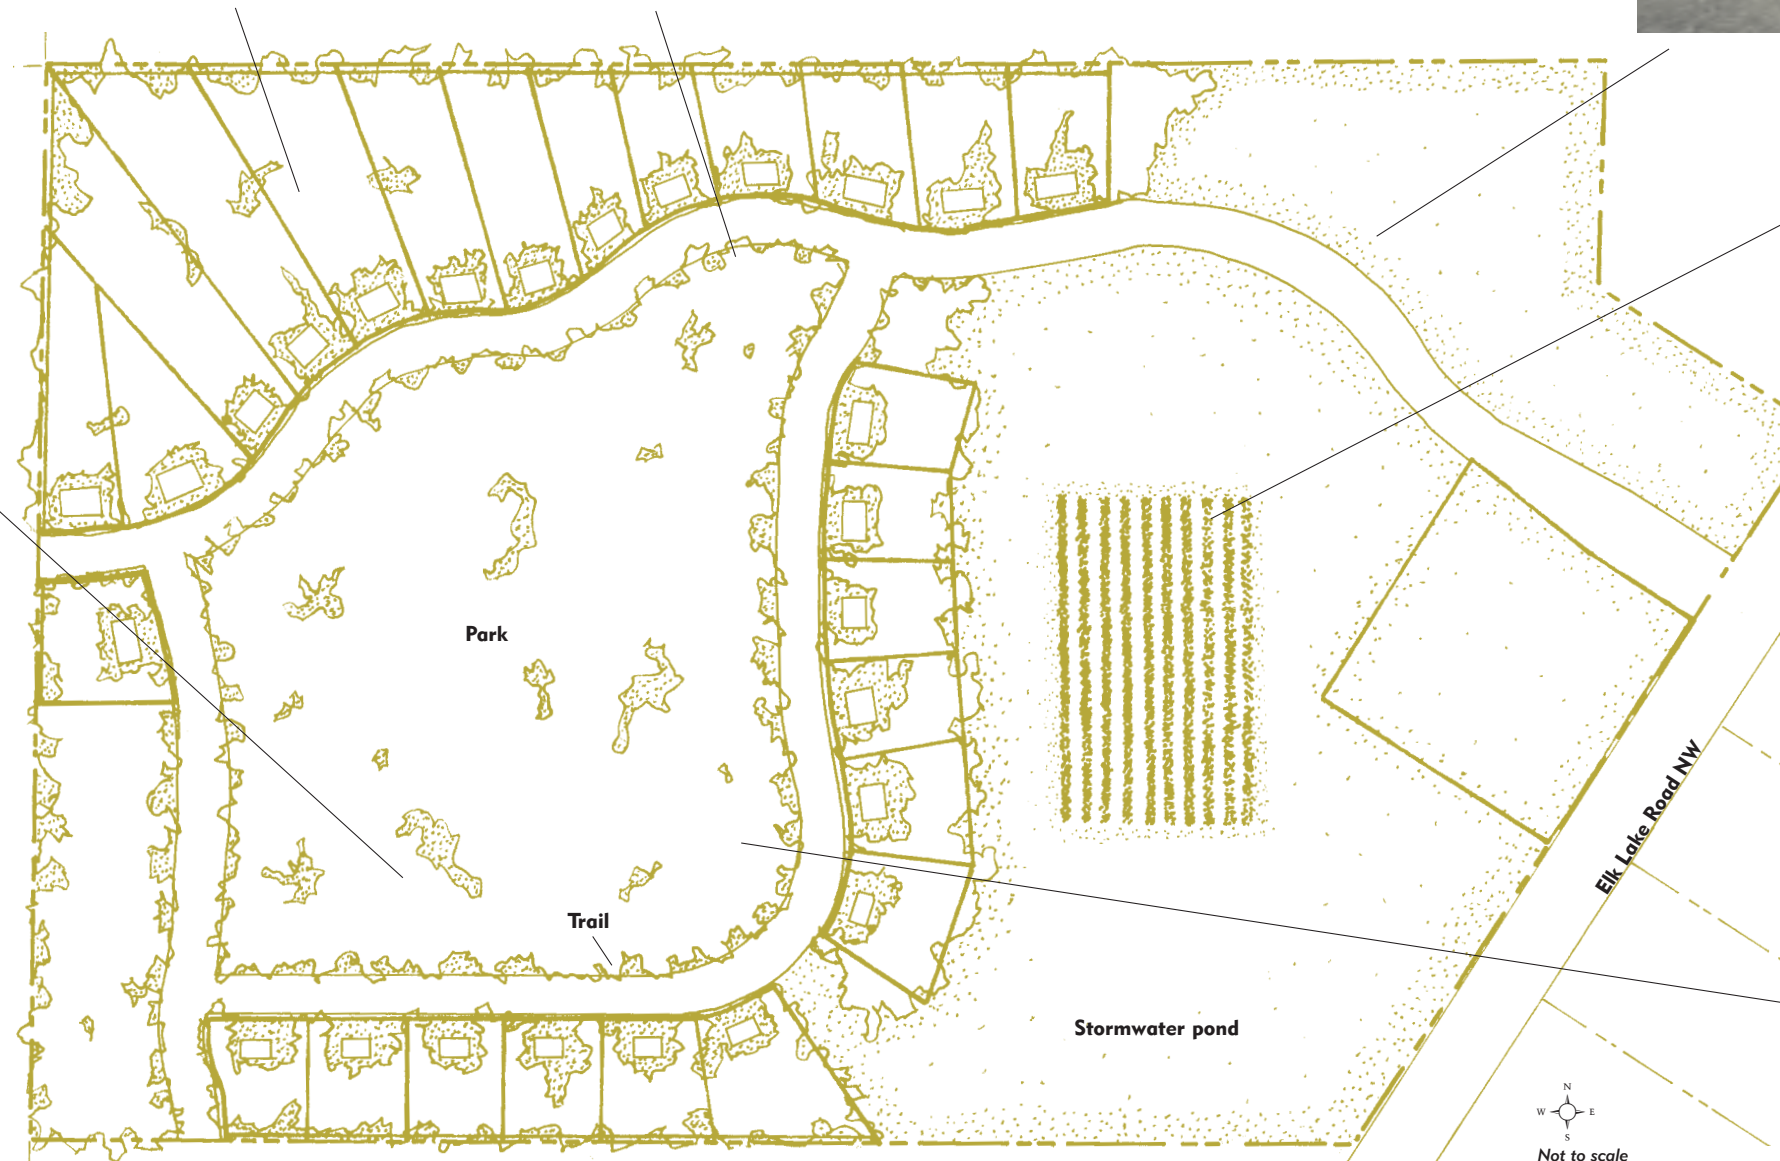 Park
Trail
Elk Lake Road NW
Stormwater pond
N
W E
S
Not to scale